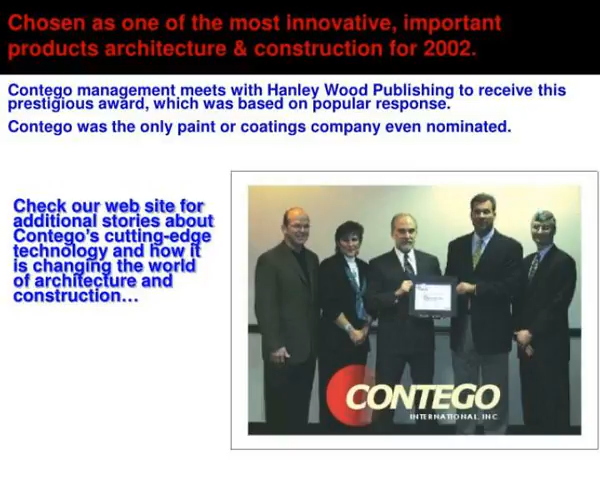 Chosen as one of the most innovative, important
products architecture & construction for 2002.
Contego management meets with Hanley Wood Publishing to receive this
prestigious award, which was based on popular response.
Contego was the only paint or coatings company even nominated.
Check our web site for
additional stories about
Contego's cutting-edge
technology and how it
is changing the world
of architecture and
construction…
CONTEGO
INTERNATIONAL, INC.